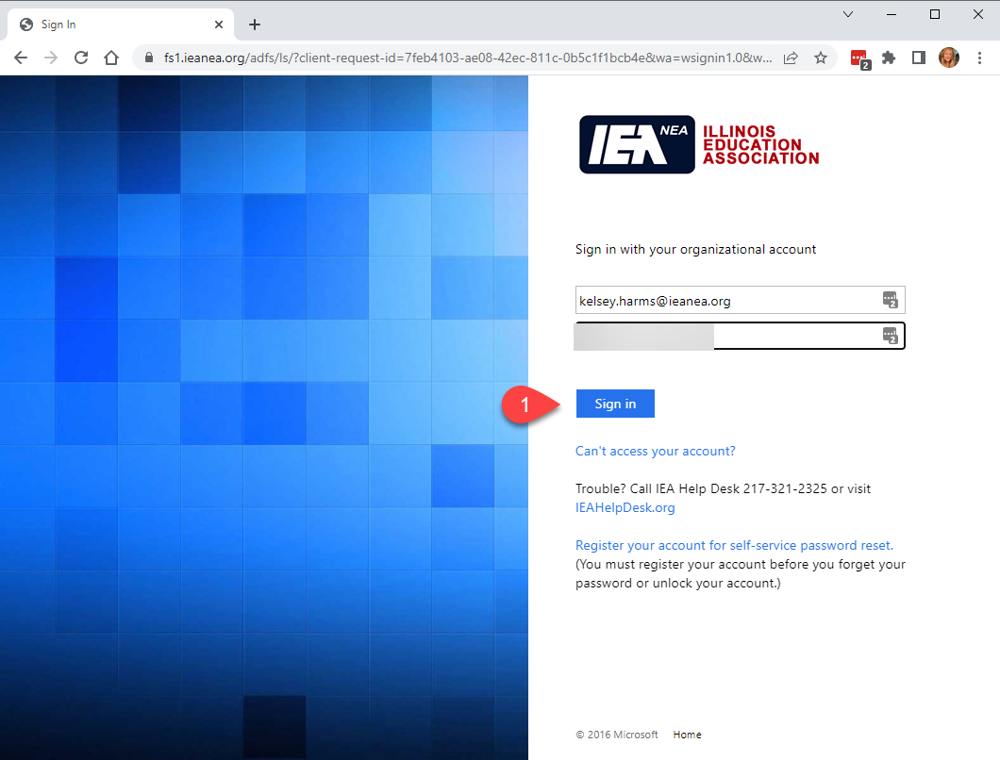 Sign In
fs1.ieanea.org/adfs/ls/?client-request-id=7feb4103-ae08-42ec-811c-0b5c1f1bcb4e&wa=wsignin1.0&w...
2
IEA NEA
ILLINOIS
EDUCATION
ASSOCIATION
Sign in with your organizational account
kelsey.harms@ieanea.org
2
2
1
Sign in
Can't access your account?
Trouble? Call IEA Help Desk 217-321-2325 or visit
IEAHelpDesk.org
Register your account for self-service password reset.
(You must register your account before you forget your
password or unlock your account.)
© 2016 Microsoft Home